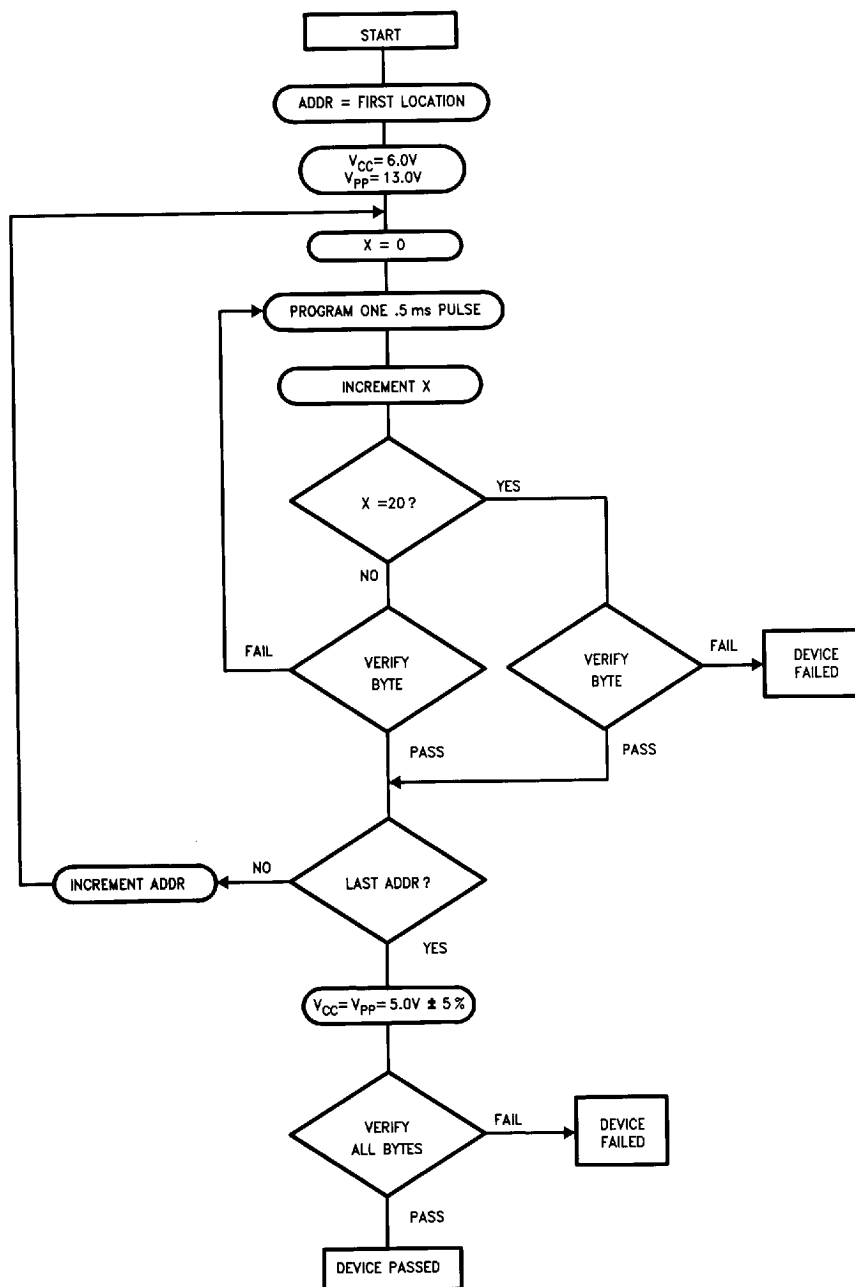 START
ADDR = FIRST LOCATION
VCC= 6.0V
VPP= 13.0V
X = 0
PROGRAM ONE .5 ms PULSE
INCREMENT X
X =20 ?
YES
NO
FAIL
VERIFY
BYTE
VERIFY
BYTE
FAIL
DEVICE
FAILED
PASS
PASS
INCREMENT ADDR
NO
LAST ADDR ?
YES
VCC= VPP= 5.0V ± 5 %
VERIFY
ALL BYTES
FAIL
DEVICE
FAILED
PASS
DEVICE PASSED